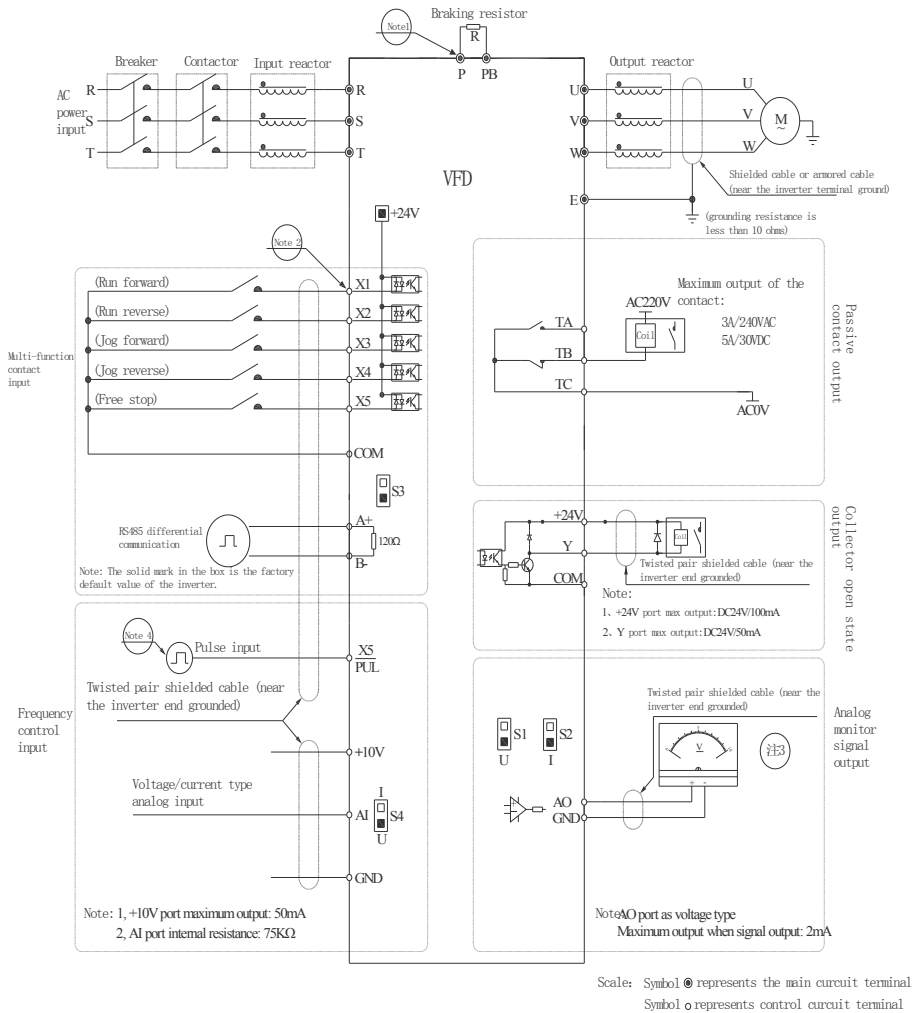 Braking resistor
Note1
R
P
PB
Breaker
Contactor
Input reactor
Output reactor
AC
power
input
R
S
T
R
S
T
U
V
W
E
U
V
W
M
~
VFD
Shielded cable or armored cable
(near the inverter terminal ground)
(grounding resistance is
less than 10 ohms)
+24V
Note 2
Multi-function
contact
input
(Run forward)
X1
(Run reverse)
X2
(Jog forward)
X3
(Jog reverse)
X4
(Free stop)
X5
COM
S3
RS485 differential
communication
A+
120Ω
B-
Note: The solid mark in the box is the factory
default value of the inverter.
Maximum output of the
contact:
AC220V
3A/240VAC
5A/30VDC
Coil
TA
TB
TC
AC0V
Passive
contact output
+24V
Y
COM
Coil
Twisted pair shielded cable (near the
inverter end grounded)
Note:
1、+24V port max output:DC24V/100mA
2、Y port max output:DC24V/50mA
Collector open state
output
Note 4
Pulse input
X5
PUL
Twisted pair shielded cable (near
the inverter end grounded)
Frequency
control
input
+10V
Voltage/current type
analog input
AI
I
S4
U
GND
Note: 1, +10V port maximum output: 50mA
2, AI port internal resistance: 75KΩ
Twisted pair shielded cable (near the
inverter end grounded)
S1
U
S2
I
V
+ -
注3
Analog
monitor
signal
output
AO
GND
Note:AO port as voltage type
Maximum output when signal output: 2mA
Scale: Symbol represents the main curcuit terminal
Symbol represents control curcuit terminal